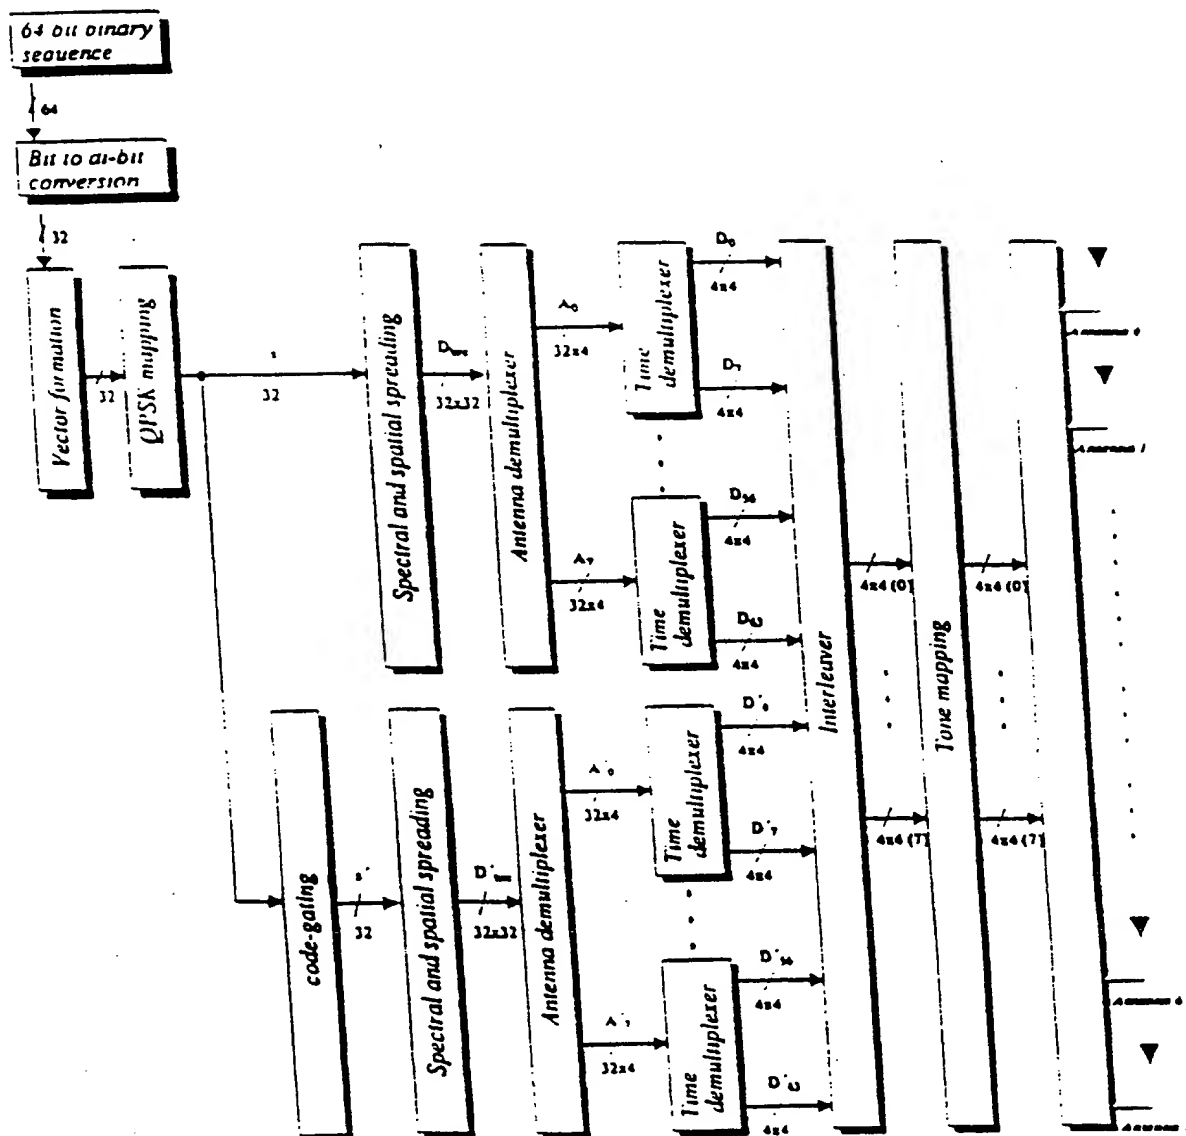 64 bit binary
sequence
64
Bit to di-bit
conversion
32
Vector formation
32
QPSK mapping
s
32
Spectral and spatial spreading
32x32
Antenna demultiplexer
A0
32x4
A7
32x4
Time
demultiplexer
D0
4x4
D7
4x4
Time
demultiplexer
D56
4x4
D63
4x4
code-gating
s'
32
Spectral and spatial spreading
32x32
Antenna demultiplexer
A'0
32x4
A'7
32x4
Time
demultiplexer
D'0
4x4
D'7
4x4
Time
demultiplexer
D'56
4x4
D'63
4x4
Interleaver
4x4 (0)
4x4 (7)
Tone mapping
4x4 (0)
4x4 (7)
Antenna 1
Antenna 6